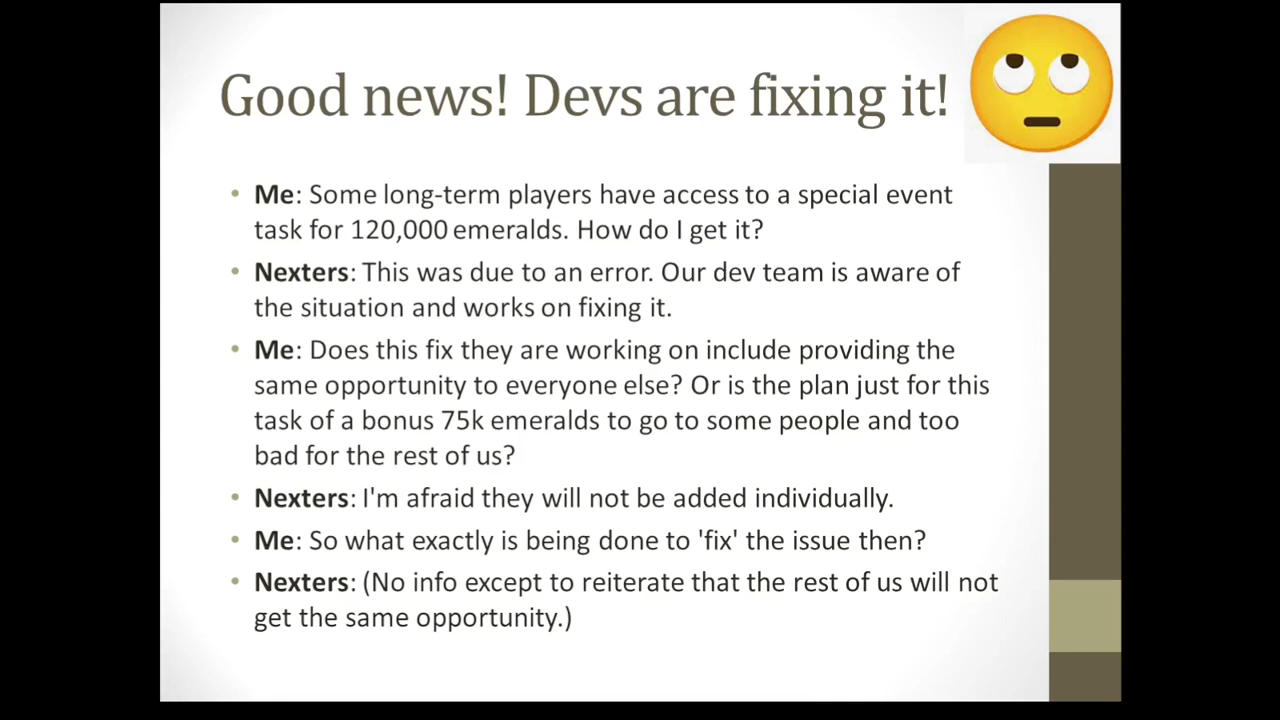 Good news! Devs are fixing it!
• Me: Some long-term players have access to a special event
task for 120,000 emeralds. How do I get it?
• Nexters: This was due to an error. Our dev team is aware of
the situation and works on fixing it.
• Me: Does this fix they are working on include providing the
same opportunity to everyone else? Or is the plan just for this
task of a bonus 75k emeralds to go to some people and too
bad for the rest of us?
• Nexters: I'm afraid they will not be added individually.
• Me: So what exactly is being done to 'fix' the issue then?
• Nexters: (No info except to reiterate that the rest of us will not
get the same opportunity.)